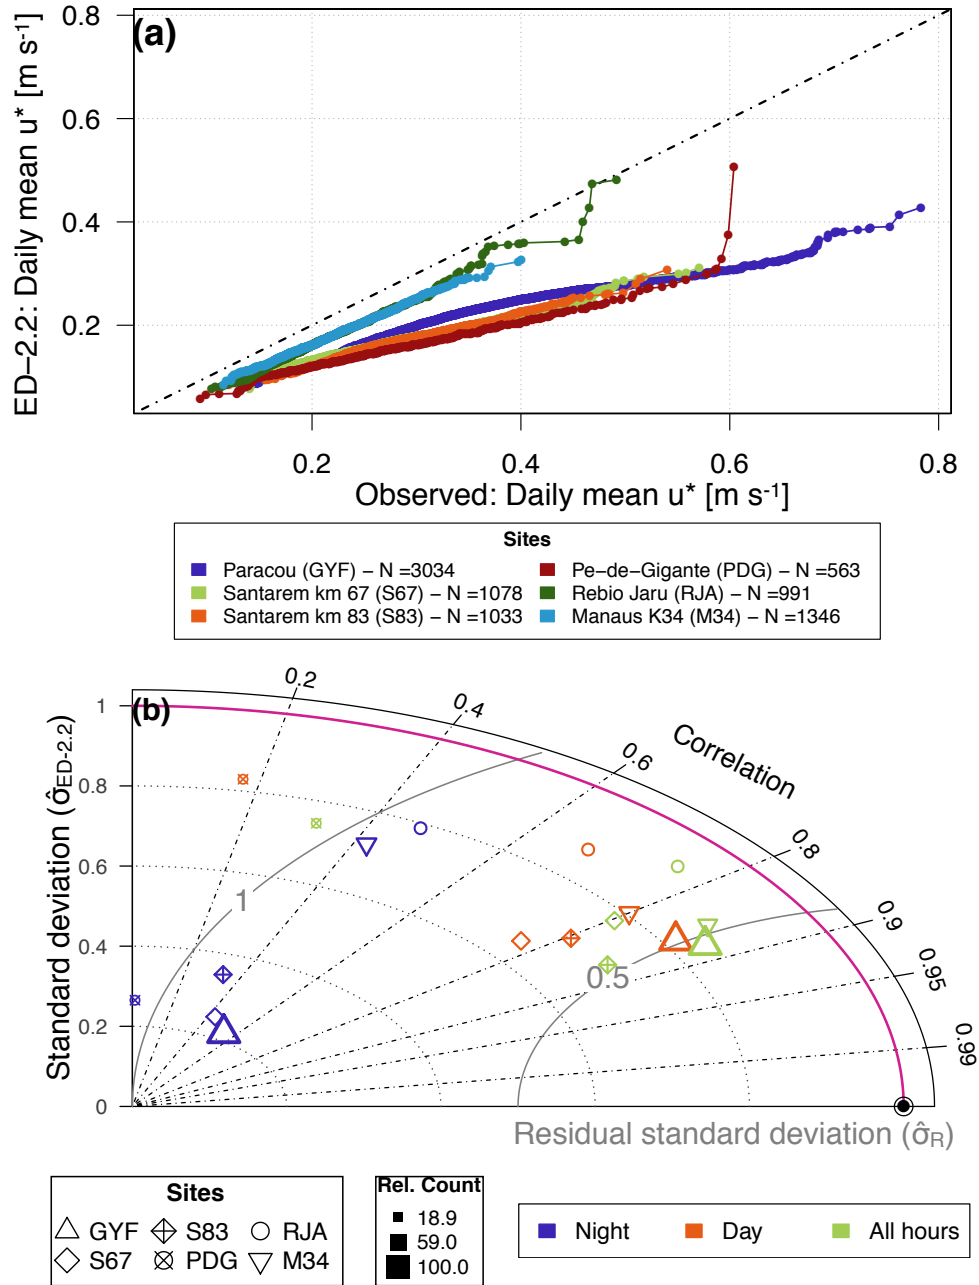 (a)
ED−2.2: Daily mean u* [m s-1]
0.8
0.6
0.4
0.2
0.2 0.4 0.6 0.8
Observed: Daily mean u* [m s-1]
Sites
Paracou (GYF) − N =3034
Santarem km 67 (S67) − N =1078
Santarem km 83 (S83) − N =1033
Pe−de−Gigante (PDG) − N =563
Rebio Jaru (RJA) − N =991
Manaus K34 (M34) − N =1346
(b)
Standard deviation (σ̂ED-2.2)
1
0.8
0.6
0.4
0.2
0
0.2
0.4
0.6
Correlation
0.8
0.9
0.95
0.99
1
0.5
Residual standard deviation (σ̂R)
Sites
GYF S83 RJA
S67 PDG M34
Rel. Count
18.9
59.0
100.0
Night Day All hours